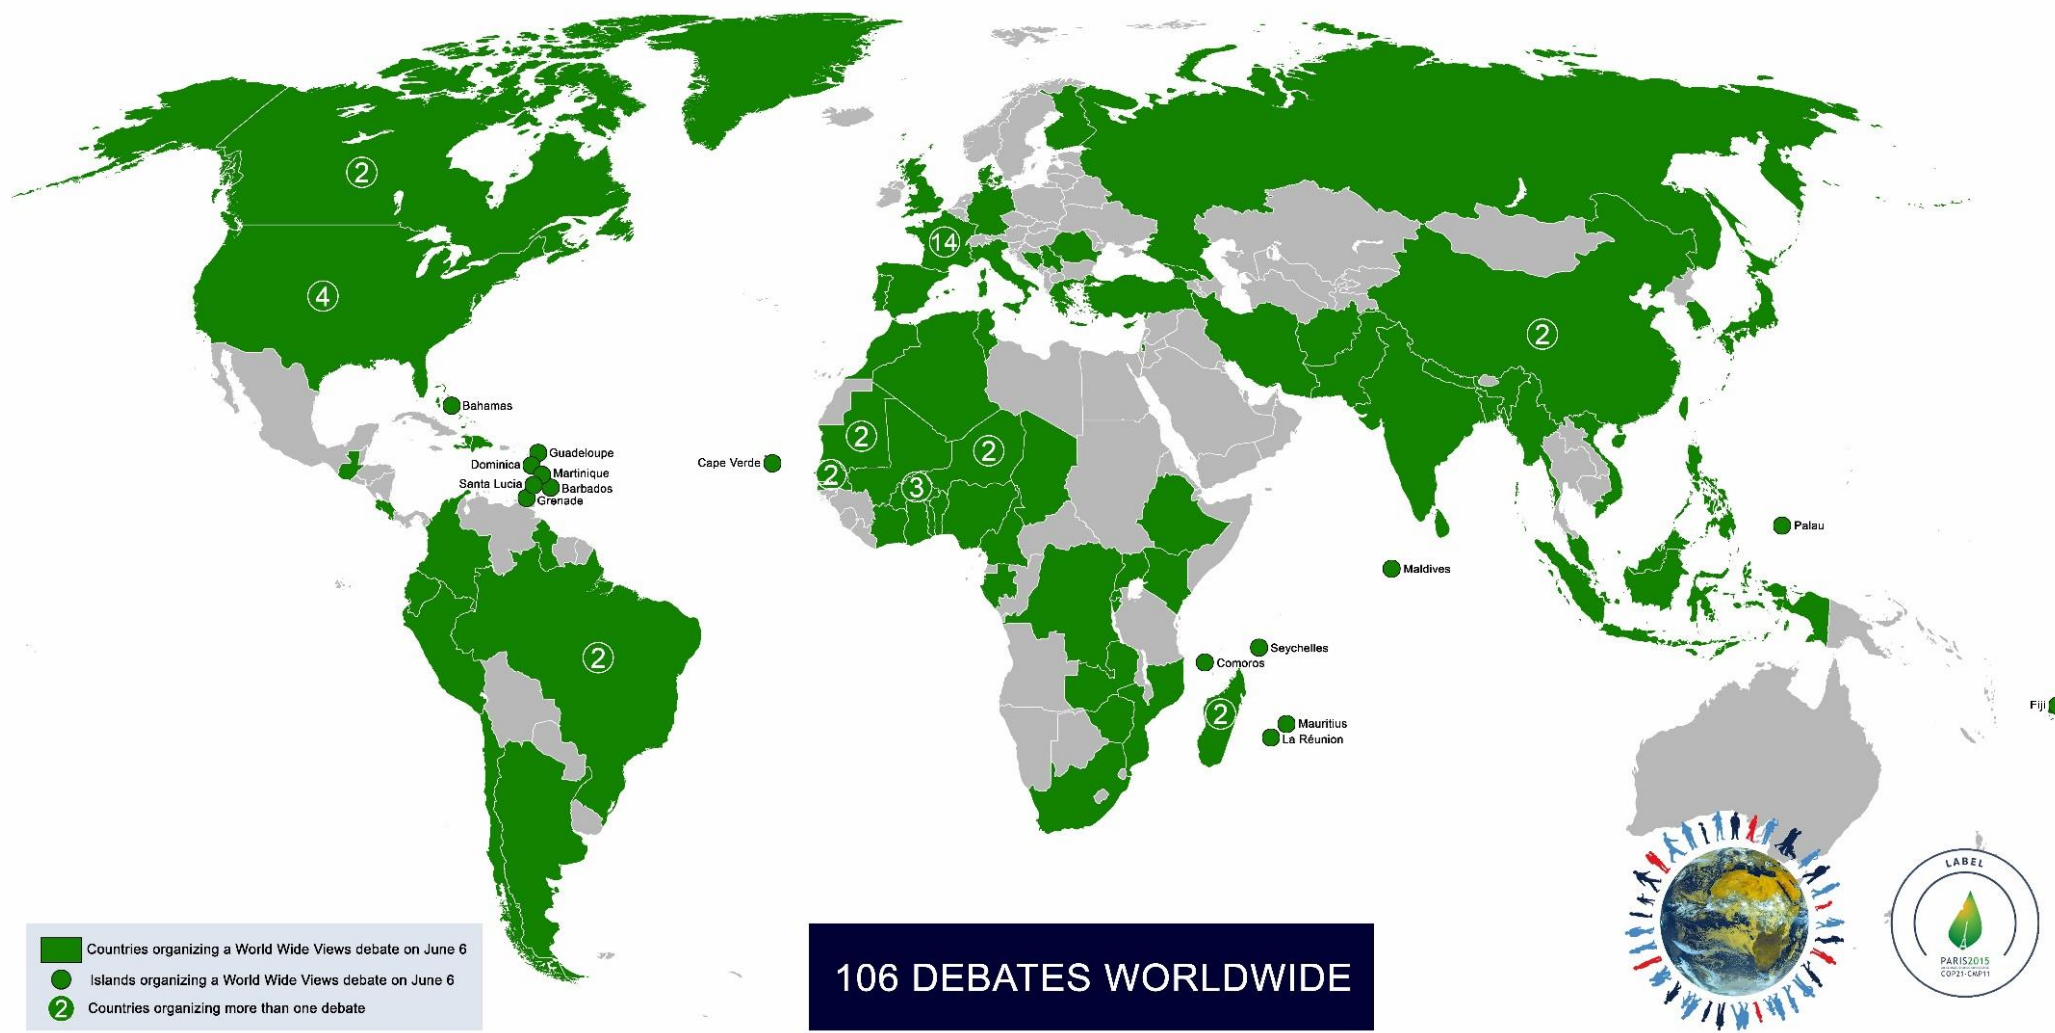 2
14
4
2
Bahamas
2
Guadeloupe
2
Cape Verde
Dominica
Martinique
2
Santa Lucia
Barbados
3
Grenade
Palau
Maldives
Seychelles
2
Comoros
Fiji
2
Mauritius
La Réunion
LABEL
Countries organizing a World Wide Views debate on June 6
Islands organizing a World Wide Views debate on June 6
2 Countries organizing more than one debate
106 DEBATES WORLDWIDE
PARIS2015
COP21·CMP11